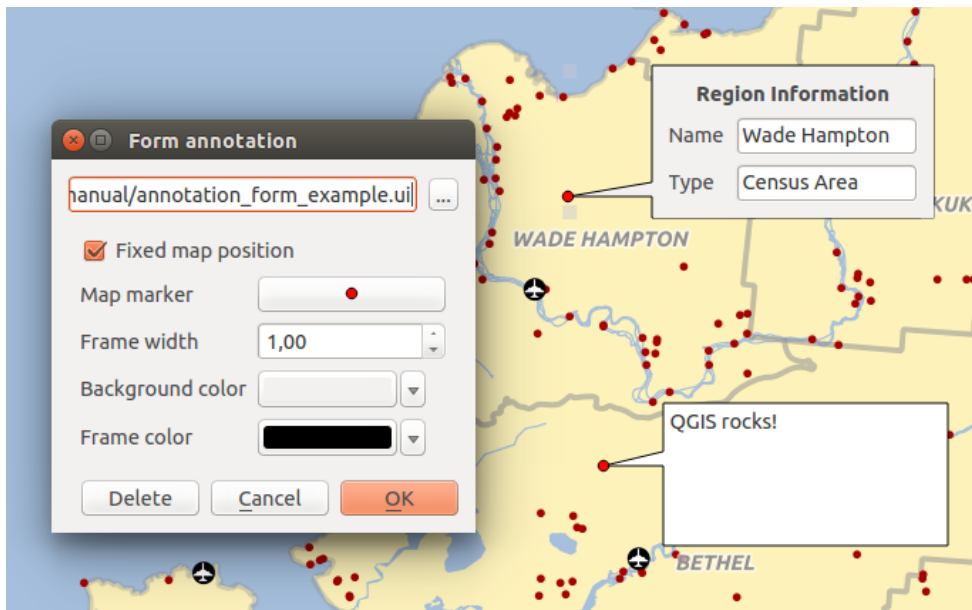 Form annotation
nanual/annotation_form_example.ui
...
Fixed map position
Map marker
Frame width
1,00
Background color
Frame color
Delete
Cancel
OK
Region Information
Name
Wade Hampton
Type
Census Area
KUK
WADE HAMPTON
QGIS rocks!
BETHEL